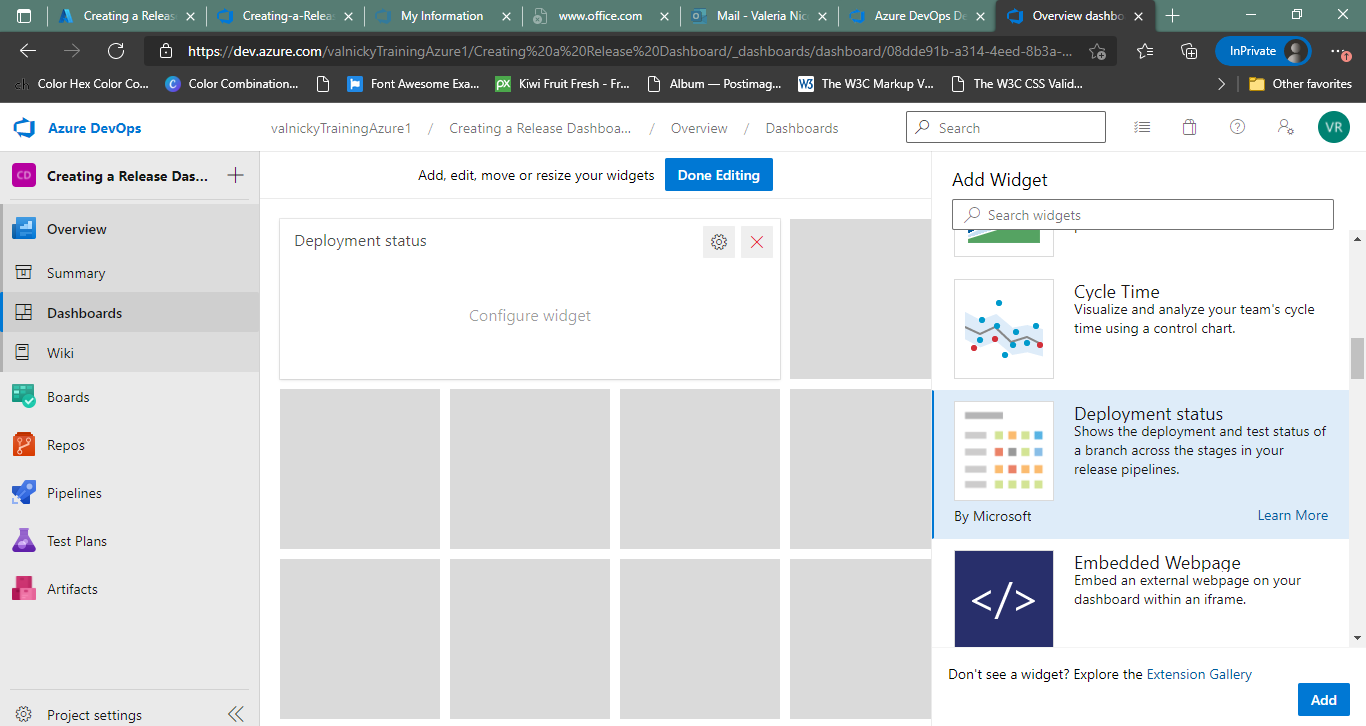 Creating a Releas
Creating-a-Releas
My Information
www.office.com
Mail - Valeria Nic
Azure DevOps De
Overview dashbo
https://dev.azure.com/valnickyTrainingAzure1/Creating%20a%20Release%20Dashboard/_dashboards/dashboard/08dde91b-a314-4eed-8b3a-...
InPrivate
ch
Color Hex Color Co...
C
Color Combination...
Font Awesome Exa...
px
Kiwi Fruit Fresh - Fr...
Album — Postimag...
W3
The W3C Markup V...
The W3C CSS Valid...
Other favorites
Azure DevOps
valnickyTrainingAzure1 / Creating a Release Dashboa... / Overview / Dashboards
Search
VR
CD
Creating a Release Das...
Overview
Summary
Dashboards
Wiki
Boards
Repos
Pipelines
Test Plans
Artifacts
Project settings
Add, edit, move or resize your widgets
Done Editing
Deployment status
Configure widget
Add Widget
Search widgets
Cycle Time
Visualize and analyze your team's cycle
time using a control chart.
Deployment status
Shows the deployment and test status of
a branch across the stages in your
release pipelines.
By Microsoft
Learn More
</>
Embedded Webpage
Embed an external webpage on your
dashboard within an iframe.
Don't see a widget? Explore the Extension Gallery
Add